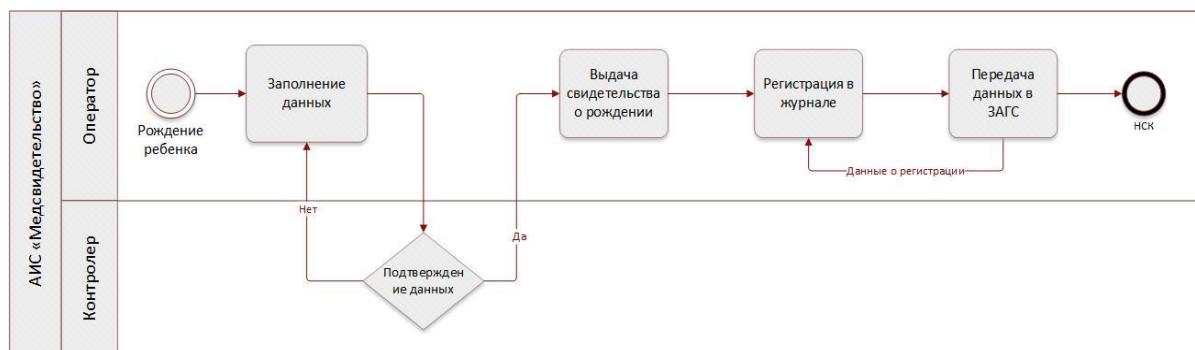 АИС «Медсвидетельство»
Оператор
Рождение
ребенка
Заполнение
данных
Выдача
свидетельства
о рождении
Регистрация в
журнале
Передача
данных в
ЗАГС
НСК
Данные о регистрации
Нет
Да
Контролер
Подтвержден
ие данных